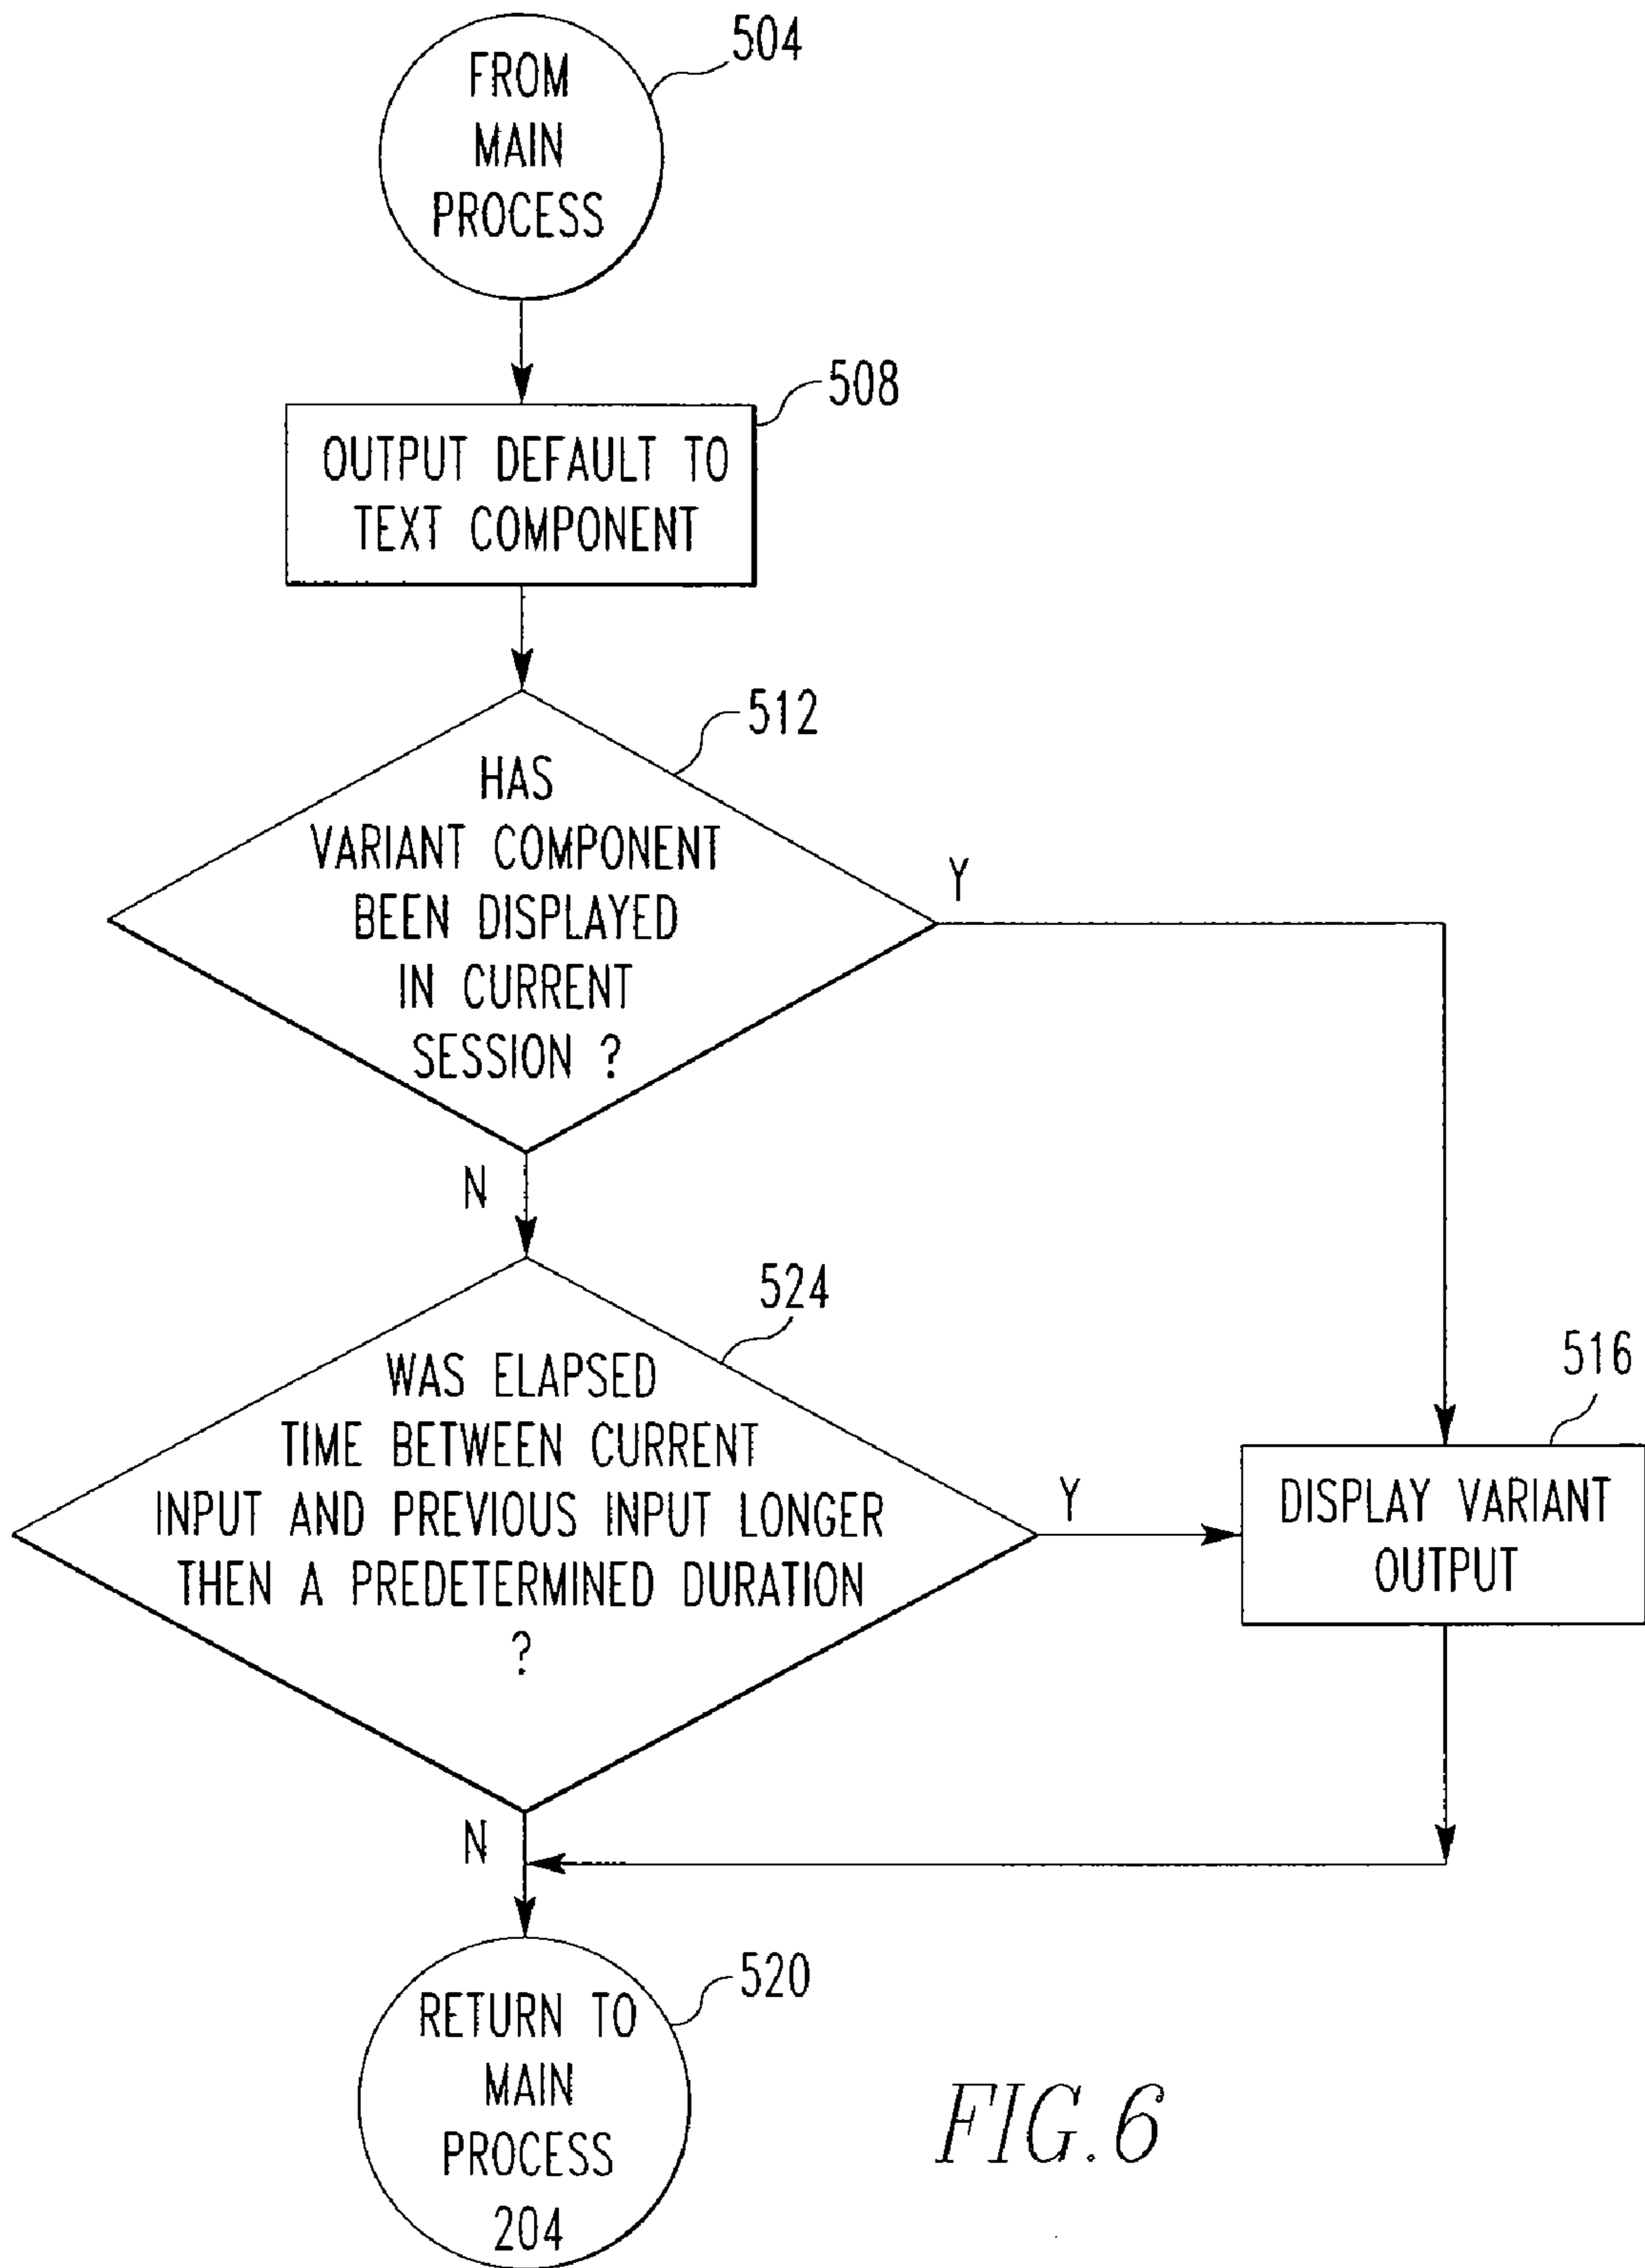 504
FROM
MAIN
PROCESS
508
OUTPUT DEFAULT TO
TEXT COMPONENT
512
HAS
VARIANT COMPONENT
BEEN DISPLAYED
IN CURRENT
SESSION ?
Y
N
524
WAS ELAPSED
TIME BETWEEN CURRENT
INPUT AND PREVIOUS INPUT LONGER
THEN A PREDETERMINED DURATION
?
Y
516
DISPLAY VARIANT
OUTPUT
N
520
RETURN TO
MAIN
PROCESS
204
FIG.6